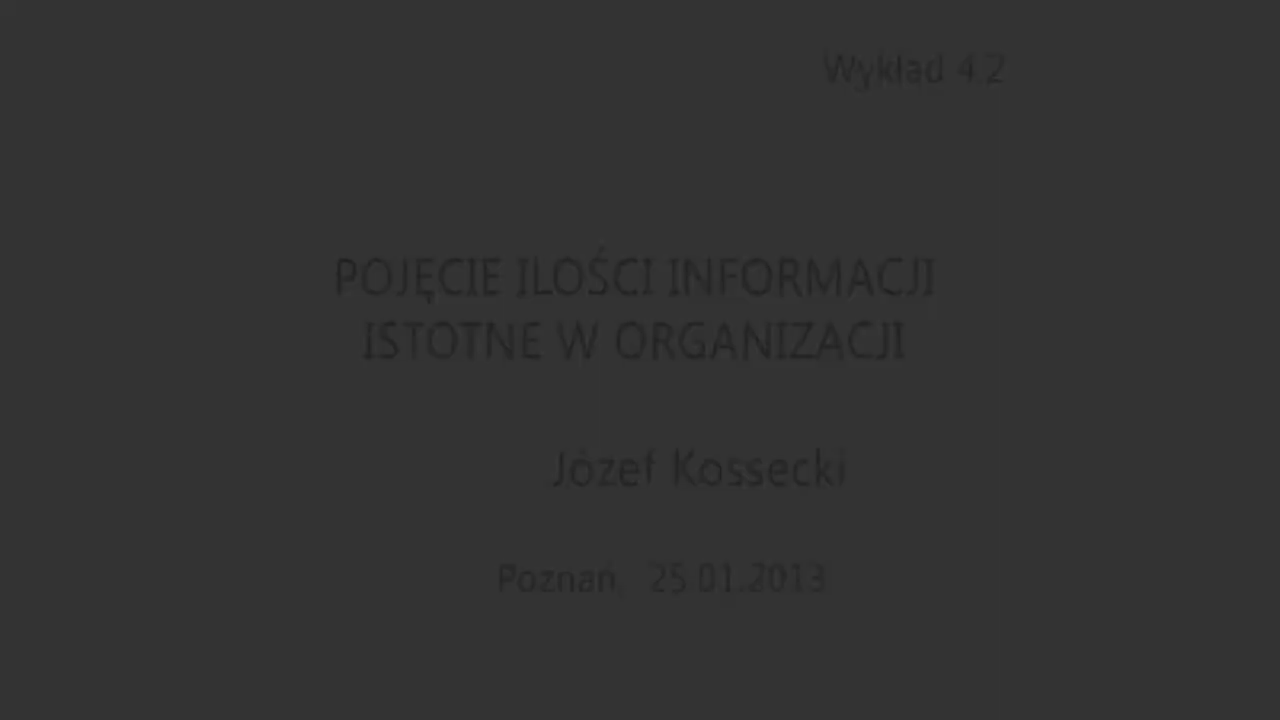 Wykład 4.2
POJĘCIE ILOŚCI INFORMACJI
ISTOTNE W ORGANIZACJI
Józef Kossecki
Poznań, 25.01.2013